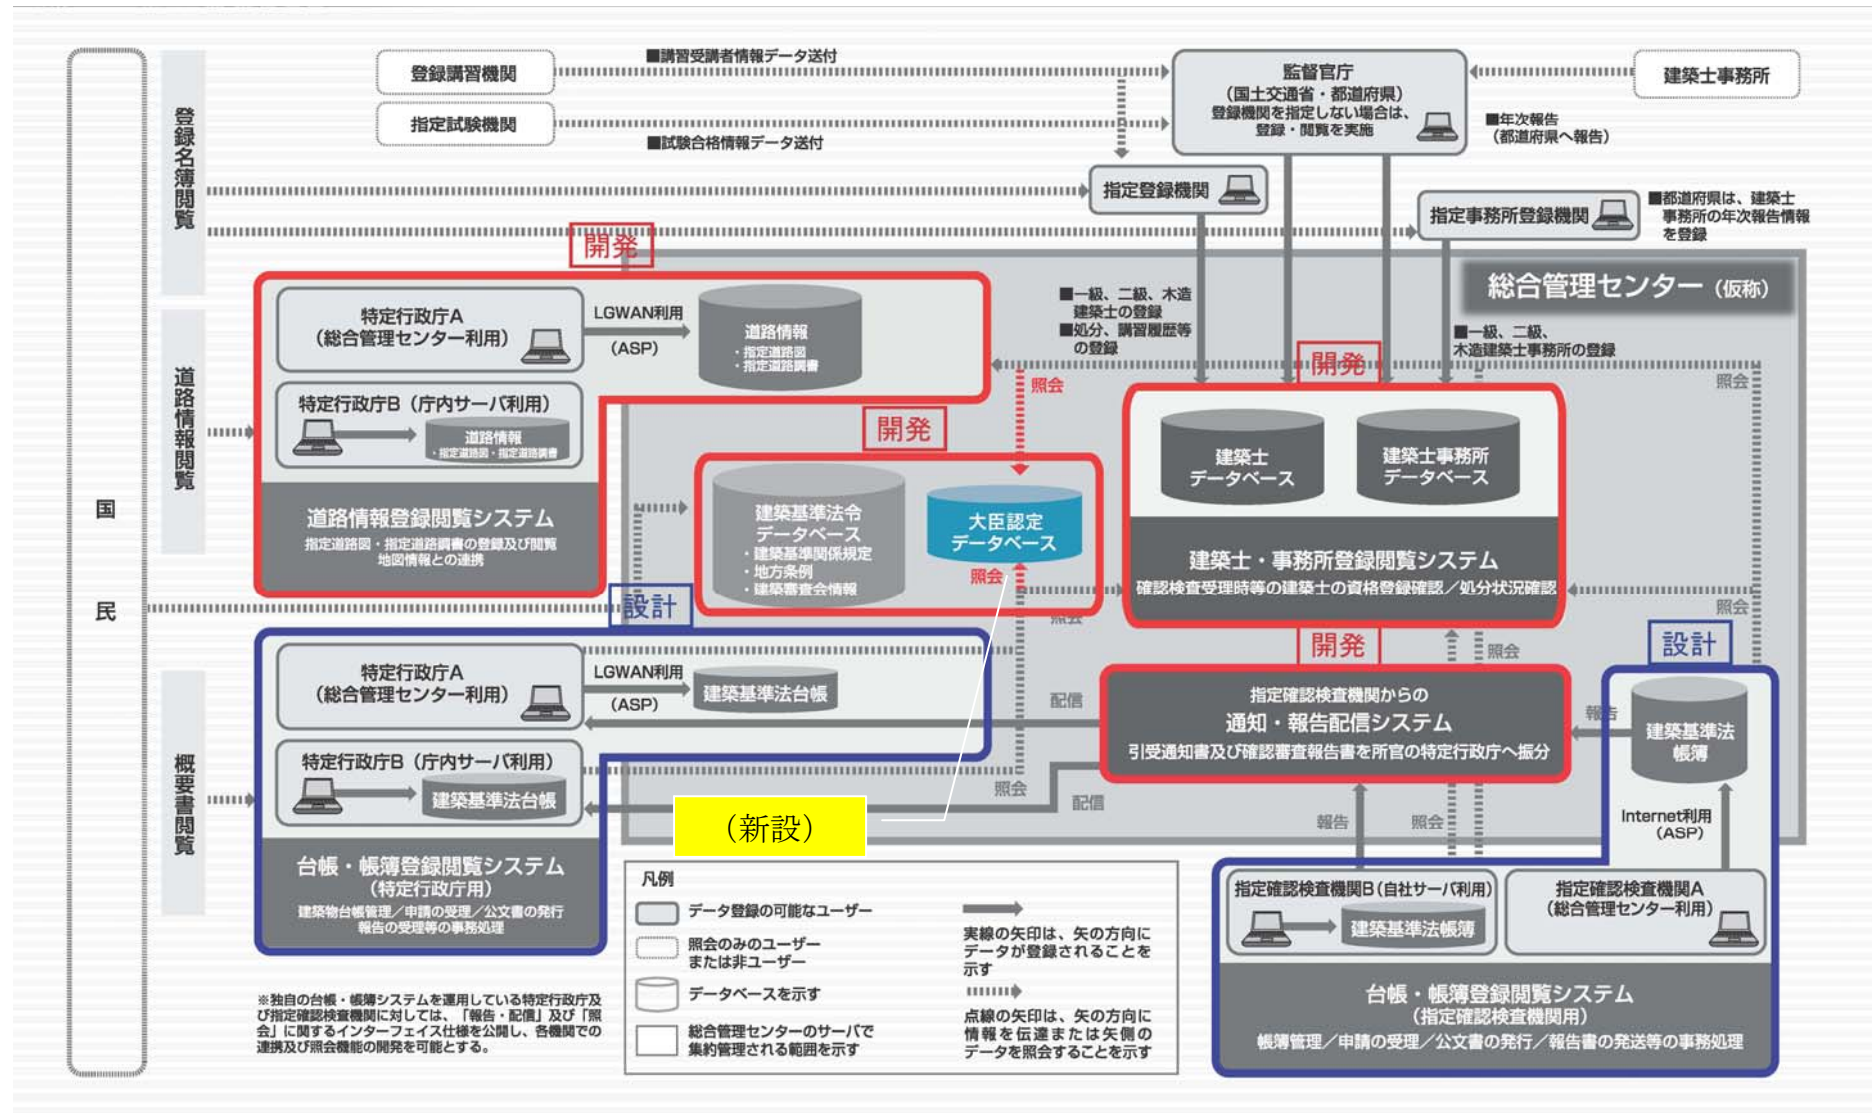 国
民
登録名簿閲覧
道路情報閲覧
概要書閲覧
登録講習機関
指定試験機関
■講習受講者情報データ送付
■試験合格情報データ送付
監督官庁
（国土交通省・都道府県）
登録機関を指定しない場合は、
登録・閲覧を実施
建築士事務所
■年次報告
（都道府県へ報告）
指定登録機関
指定事務所登録機関
■都道府県は、建築士
事務所の年次報告情報
を登録
総合管理センター（仮称）
開発
特定行政庁A
（総合管理センター利用）
LGWAN利用
（ASP）
道路情報
・指定道路図
・指定道路調書
特定行政庁B（庁内サーバ利用）
道路情報
・指定道路図・指定道路調書
道路情報登録閲覧システム
指定道路図・指定道路調書の登録及び閲覧
地図情報との連携
■一級、二級、木造
建築士の登録
■処分、講習履歴等
の登録
■一級、二級、
木造建築士事務所の登録
照会
照会
開発
建築基準法令
データベース
・建築基準関係規定
・地方条例
・建築審査会情報
大臣認定
データベース
照会
開発
建築士
データベース
建築士事務所
データベース
建築士・事務所登録閲覧システム
確認検査受理時等の建築士の資格登録確認／処分状況確認
照会
照会
照会
設計
特定行政庁A
（総合管理センター利用）
LGWAN利用
（ASP）
建築基準法台帳
特定行政庁B（庁内サーバ利用）
建築基準法台帳
台帳・帳簿登録閲覧システム
（特定行政庁用）
建築物台帳管理／申請の受理／公文書の発行
報告の受理等の事務処理
配信
照会
配信
開発
指定確認検査機関からの
通知・報告配信システム
引受通知書及び確認審査報告書を所官の特定行政庁へ振分
報告
報告
照会
設計
建築基準法
帳簿
Internet利用
（ASP）
指定確認検査機関B（自社サーバ利用）
建築基準法帳簿
指定確認検査機関A
（総合管理センター利用）
台帳・帳簿登録閲覧システム
（指定確認検査機関用）
帳簿管理／申請の受理／公文書の発行／報告書の発送等の事務処理
（新設）
凡例
データ登録の可能なユーザー
照会のみのユーザー
または非ユーザー
データベースを示す
総合管理センターのサーバで
集約管理される範囲を示す
実線の矢印は、矢の方向に
データが登録されることを
示す
点線の矢印は、矢の方向に
情報を伝達または矢側の
データを照会することを示す
※独自の台帳・帳簿システムを運用している特定行政庁及
び指定確認検査機関に対しては、「報告・配信」及び「照
会」に関するインターフェイス仕様を公開し、各機関での
連携及び照会機能の開発を可能とする。